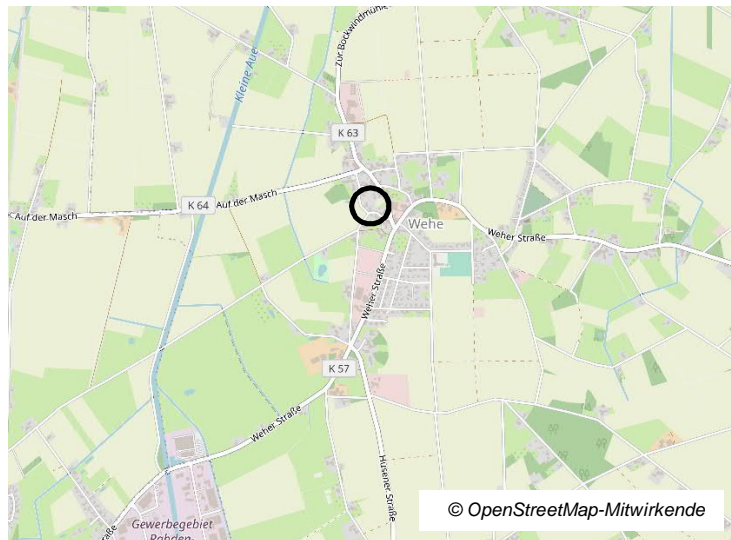 Zur Bockwindmühle
Kleine Aue
K 63
Auf der Masch
K 64
Auf der Masch
Wehe
Weher Straße
Weher Straße
K 57
Weher Straße
Husener Straße
Gewerbegebiet
Rahden-
© OpenStreetMap-Mitwirkende